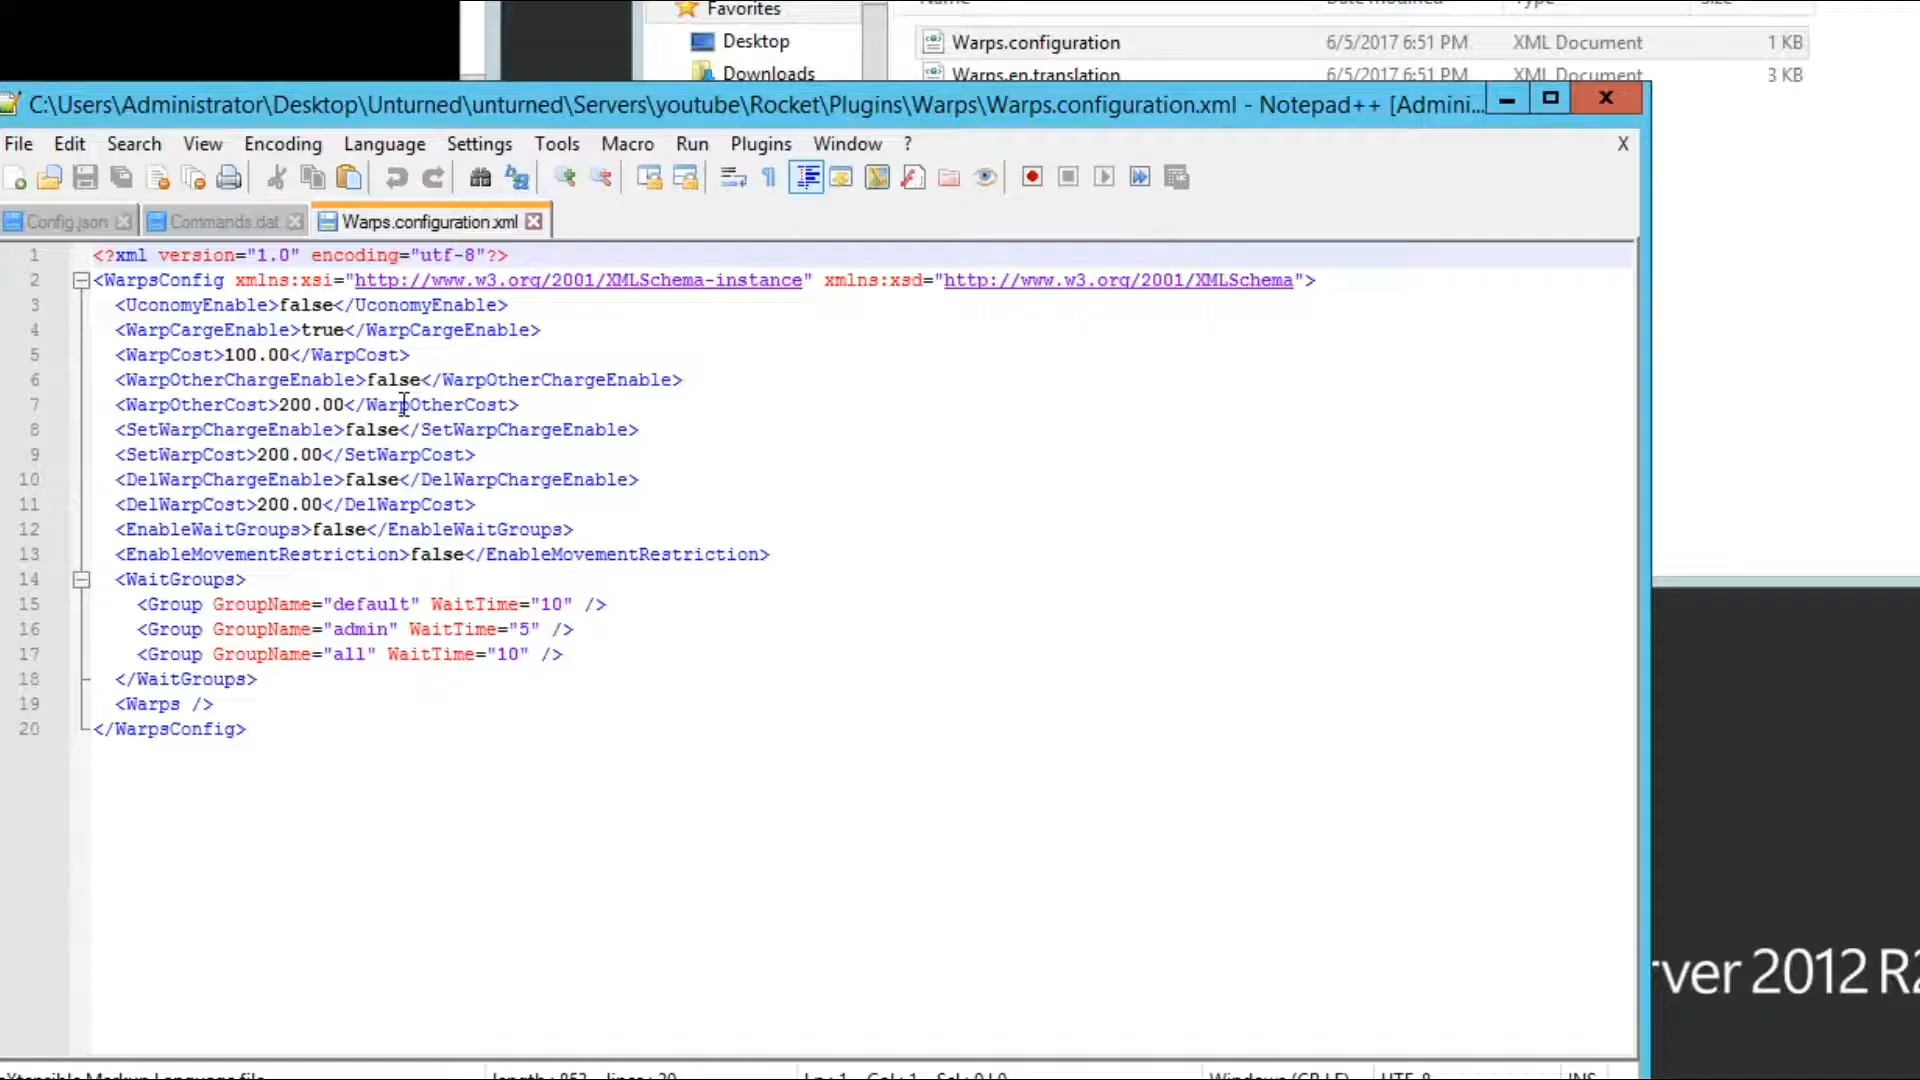 Favorites
Desktop
Downloads
Warps.configuration 6/5/2017 6:51 PM XML Document 1 KB
Warps.en.translation 6/5/2017 6:51 PM XML Document 3 KB
C:\Users\Administrator\Desktop\Unturned\unturned\Servers\youtube\Rocket\Plugins\Warps\Warps.configuration.xml - Notepad++ [Admini...
File Edit Search View Encoding Language Settings Tools Macro Run Plugins Window ? X
Config.json Commands.dat Warps.configuration.xml
1 <?xml version="1.0" encoding="utf-8"?>
2 <WarpsConfig xmlns:xsi="http://www.w3.org/2001/XMLSchema-instance" xmlns:xsd="http://www.w3.org/2001/XMLSchema">
3 <UconomyEnable>false</UconomyEnable>
4 <WarpCargeEnable>true</WarpCargeEnable>
5 <WarpCost>100.00</WarpCost>
6 <WarpOtherChargeEnable>false</WarpOtherChargeEnable>
7 <WarpOtherCost>200.00</WarpOtherCost>
8 <SetWarpChargeEnable>false</SetWarpChargeEnable>
9 <SetWarpCost>200.00</SetWarpCost>
10 <DelWarpChargeEnable>false</DelWarpChargeEnable>
11 <DelWarpCost>200.00</DelWarpCost>
12 <EnableWaitGroups>false</EnableWaitGroups>
13 <EnableMovementRestriction>false</EnableMovementRestriction>
14 <WaitGroups>
15 <Group GroupName="default" WaitTime="10" />
16 <Group GroupName="admin" WaitTime="5" />
17 <Group GroupName="all" WaitTime="10" />
18 </WaitGroups>
19 <Warps />
20 </WarpsConfig>
rver 2012 R2